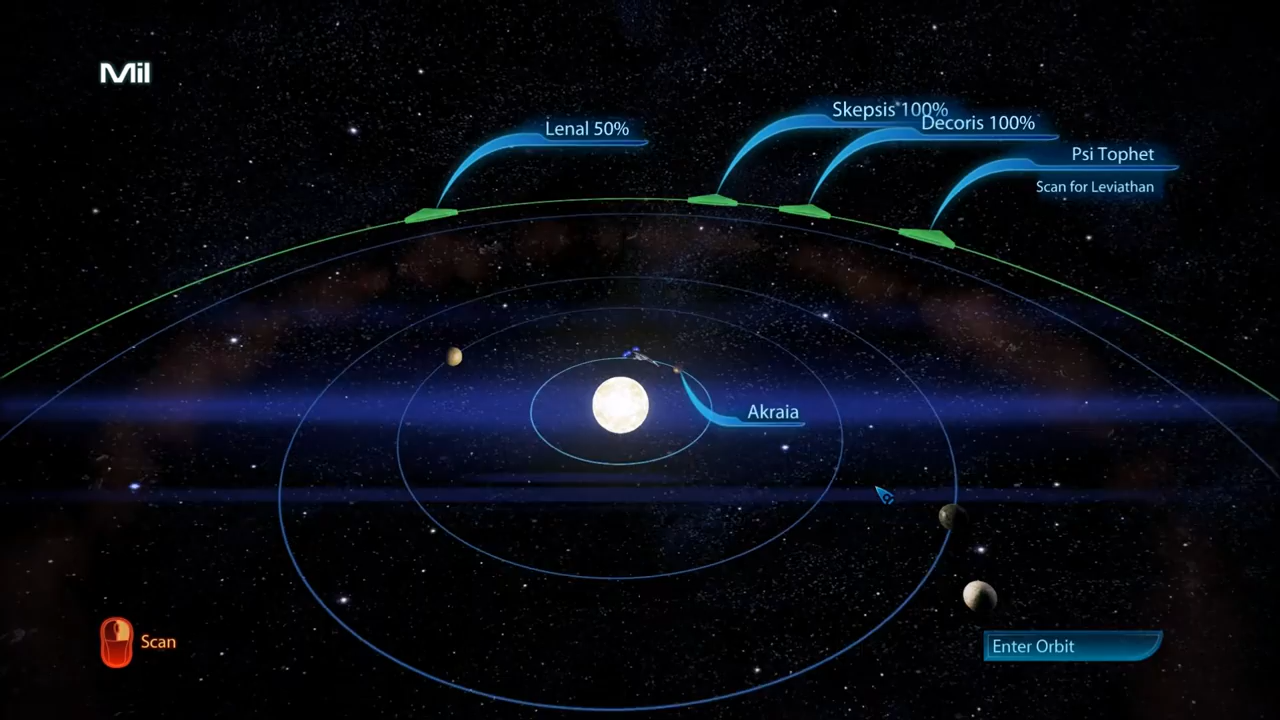 Mil
Lenal 50%
Skepsis 100%
Decoris 100%
Psi Tophet
Scan for Leviathan
Akraia
Scan
Enter Orbit